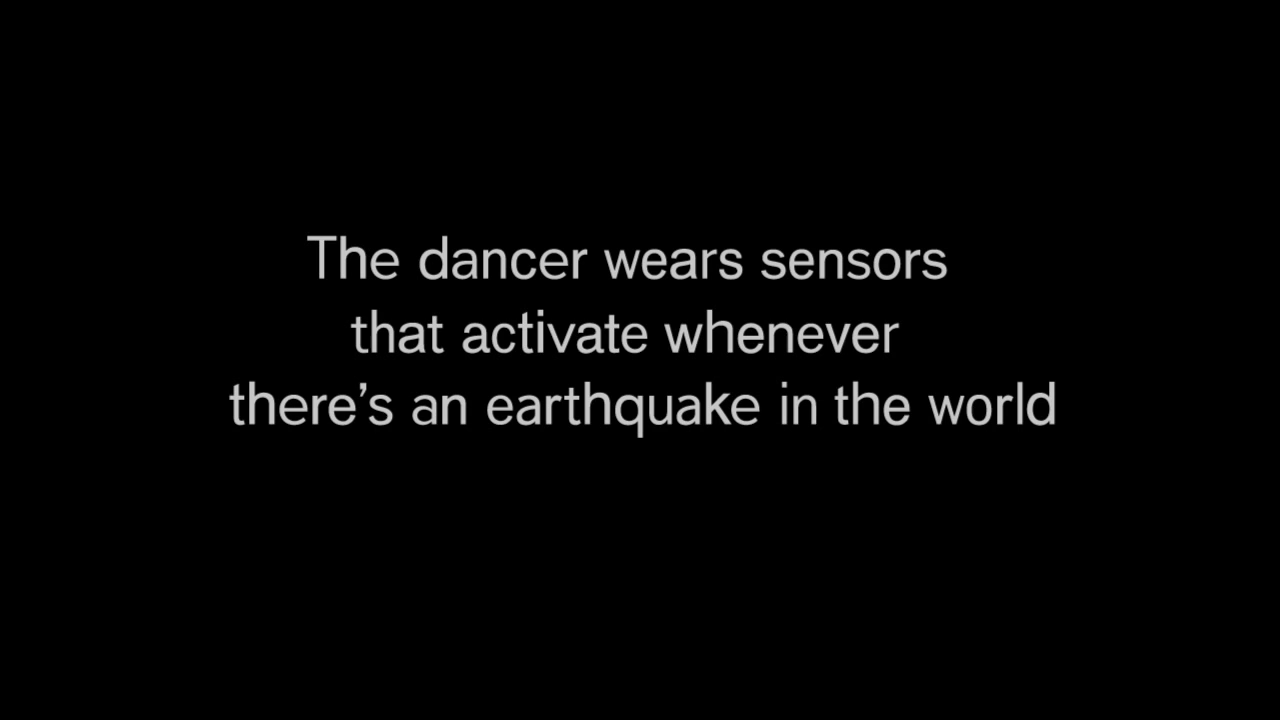 The dancer wears sensors
that activate whenever
there’s an earthquake in the world